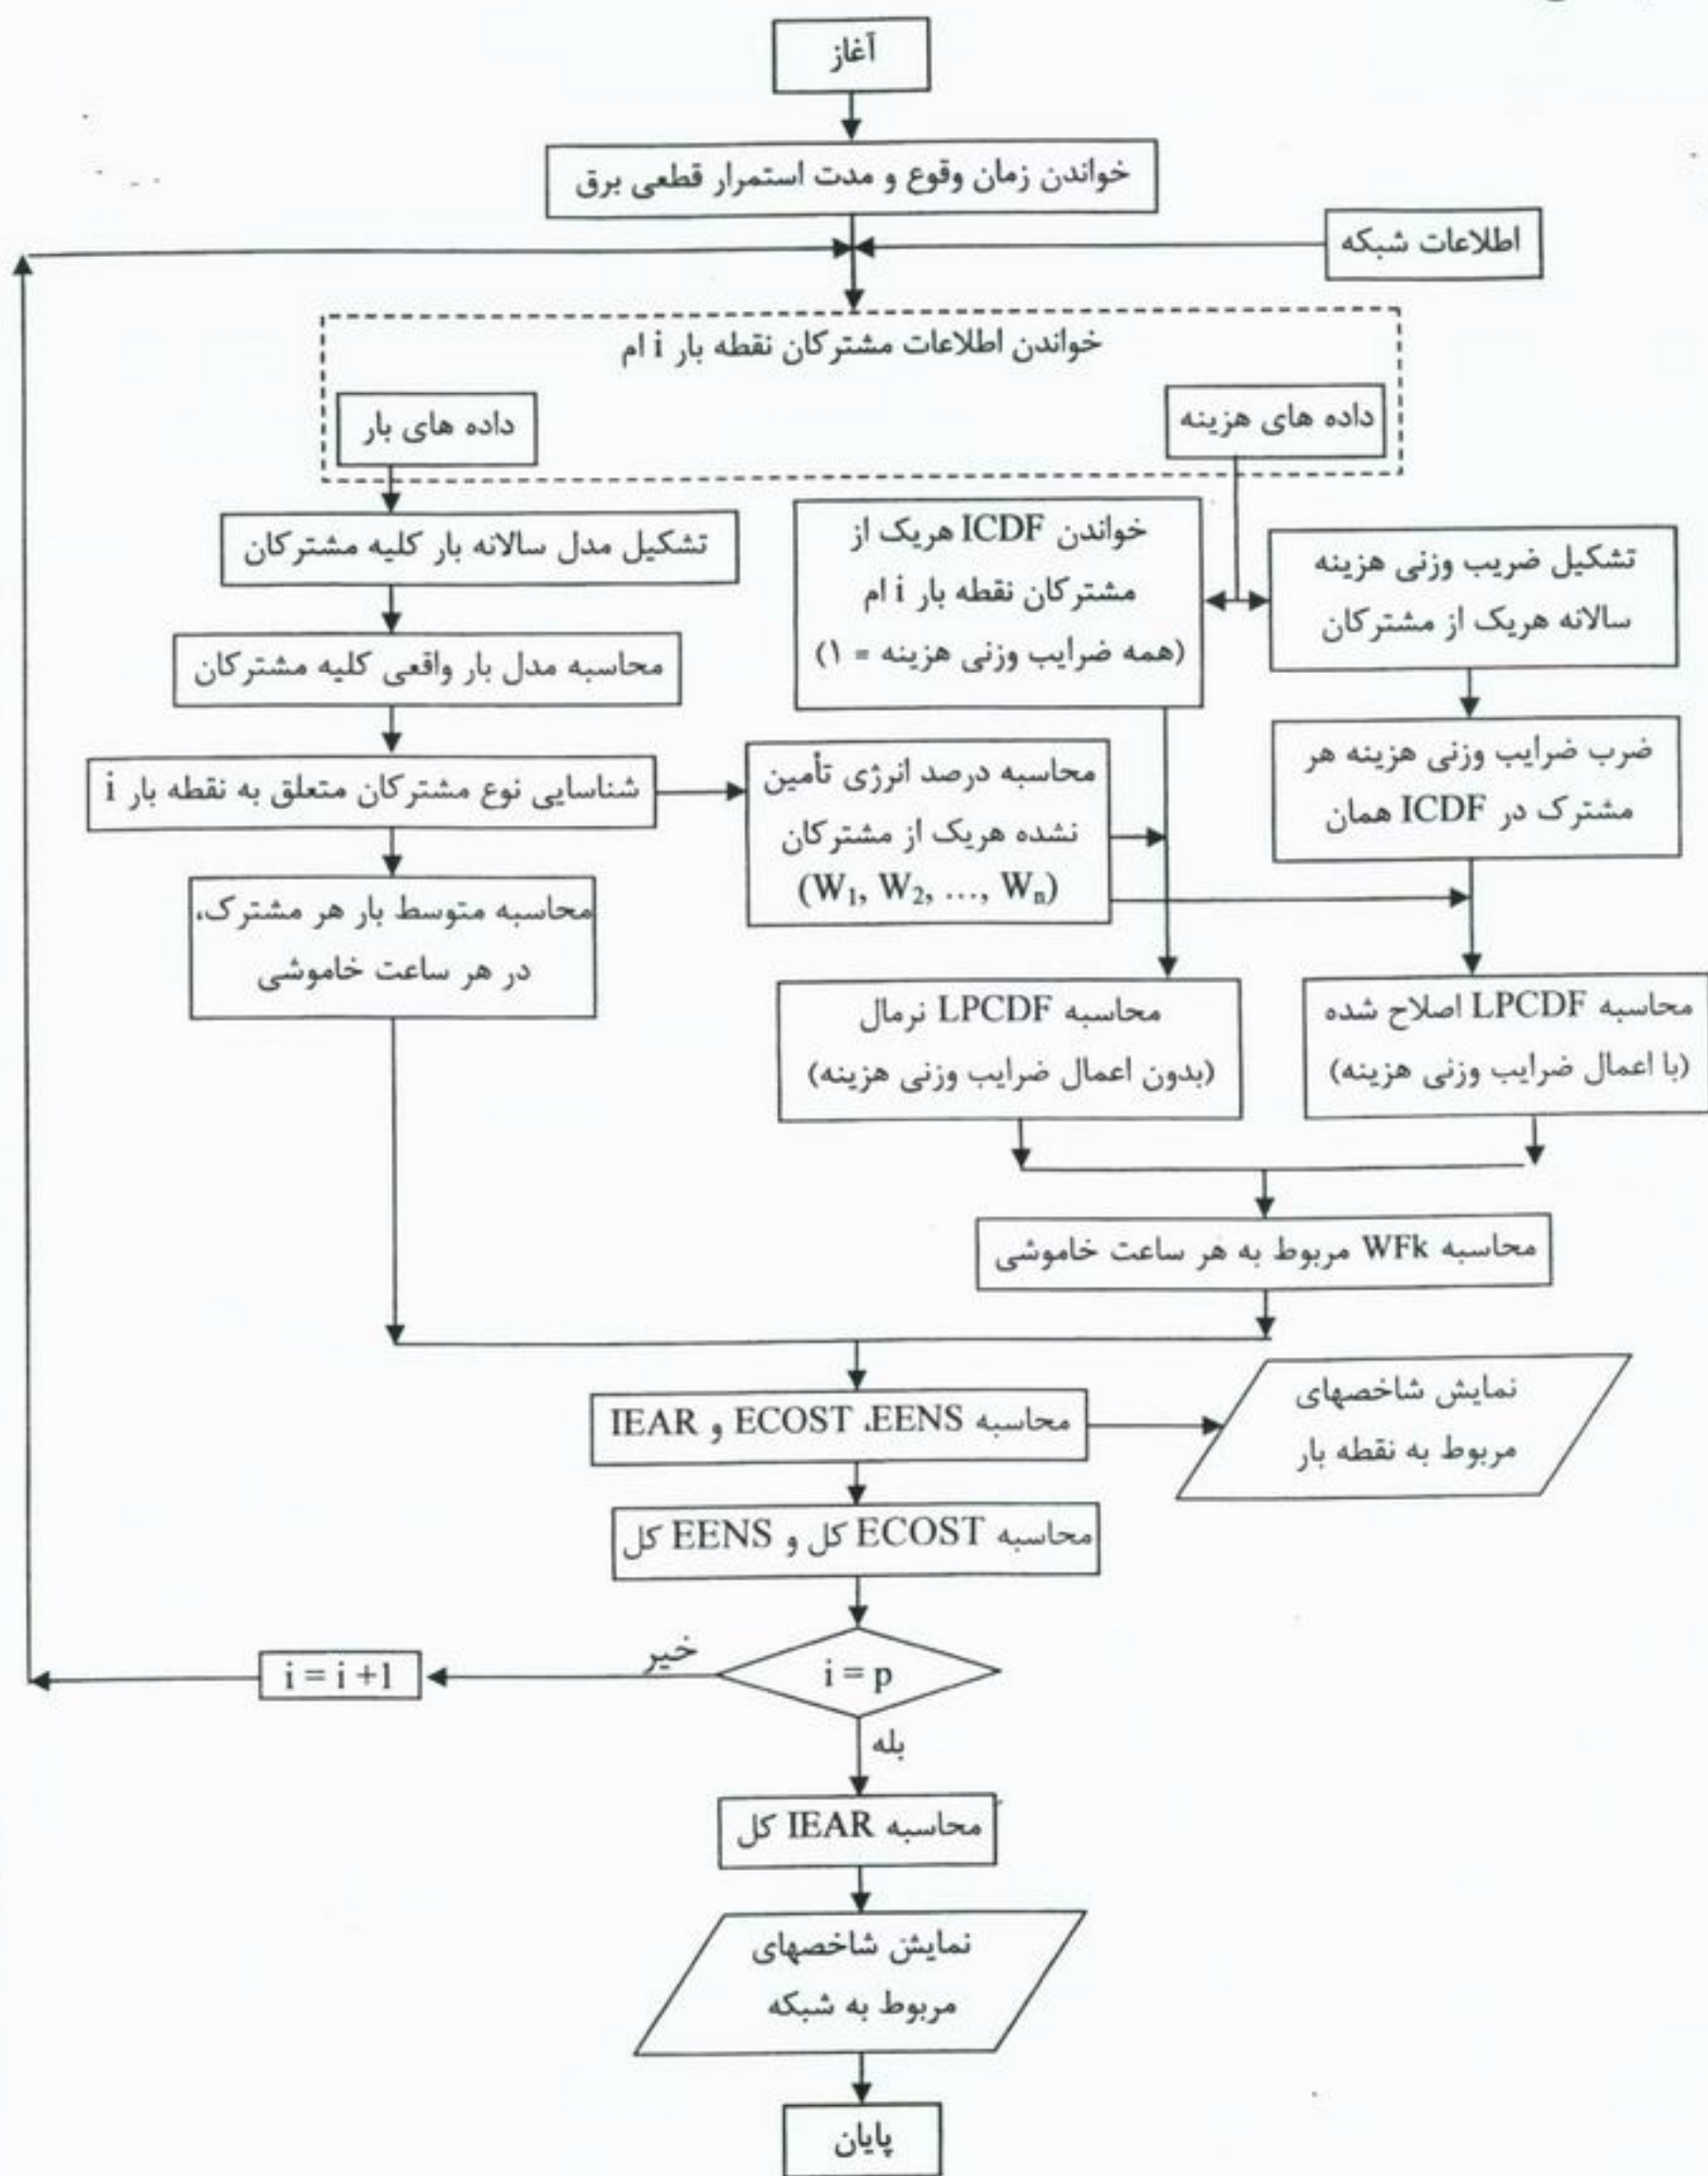 آغاز
خواندن زمان وقوع و مدت استمرار قطعی برق
اطلاعات شبکه
خواندن اطلاعات مشترکان نقطه بار i ام
داده های هزینه
داده های بار
تشکیل ضریب وزنی هزینه
سالانه هریک از مشترکان
خواندن ICDF هریک از
مشترکان نقطه بار i ام
(همه ضرایب وزنی هزینه = ۱)
تشکیل مدل سالانه بار کلیه مشترکان
محاسبه مدل بار واقعی کلیه مشترکان
ضرب ضرایب وزنی هزینه هر
مشترک در ICDF همان
محاسبه درصد انرژی تأمین
نشده هریک از مشترکان
(W1, W2, ..., Wn)
شناسایی نوع مشترکان متعلق به نقطه بار i
محاسبه متوسط بار هر مشترک،
در هر ساعت خاموشی
محاسبه LPCDF اصلاح شده
(با اعمال ضرایب وزنی هزینه)
محاسبه LPCDF نرمال
(بدون اعمال ضرایب وزنی هزینه)
محاسبه WFk مربوط به هر ساعت خاموشی
محاسبه ECOST ،EENS و IEAR
نمایش شاخصهای
مربوط به نقطه بار
محاسبه ECOST کل و EENS کل
i = p
خیر
i = i +1
بله
محاسبه IEAR کل
نمایش شاخصهای
مربوط به شبکه
پایان